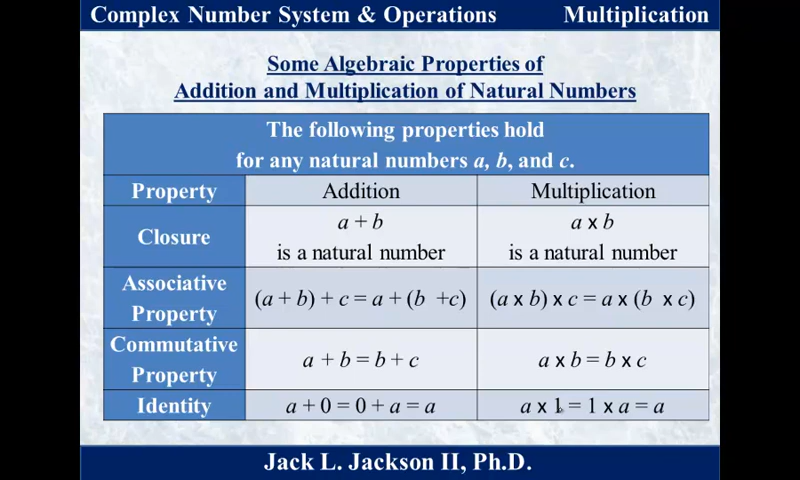 Complex Number System & Operations Multiplication
Some Algebraic Properties of
Addition and Multiplication of Natural Numbers
The following properties hold
for any natural numbers a, b, and c.
Property Addition Multiplication
Closure
a + b
is a natural number
a x b
is a natural number
Associative
Property
(a + b) + c = a + (b +c)
(a x b) x c = a x (b x c)
Commutative
Property
a + b = b + c
a x b = b x c
Identity
a + 0 = 0 + a = a
a x 1 = 1 x a = a
Jack L. Jackson II, Ph.D.